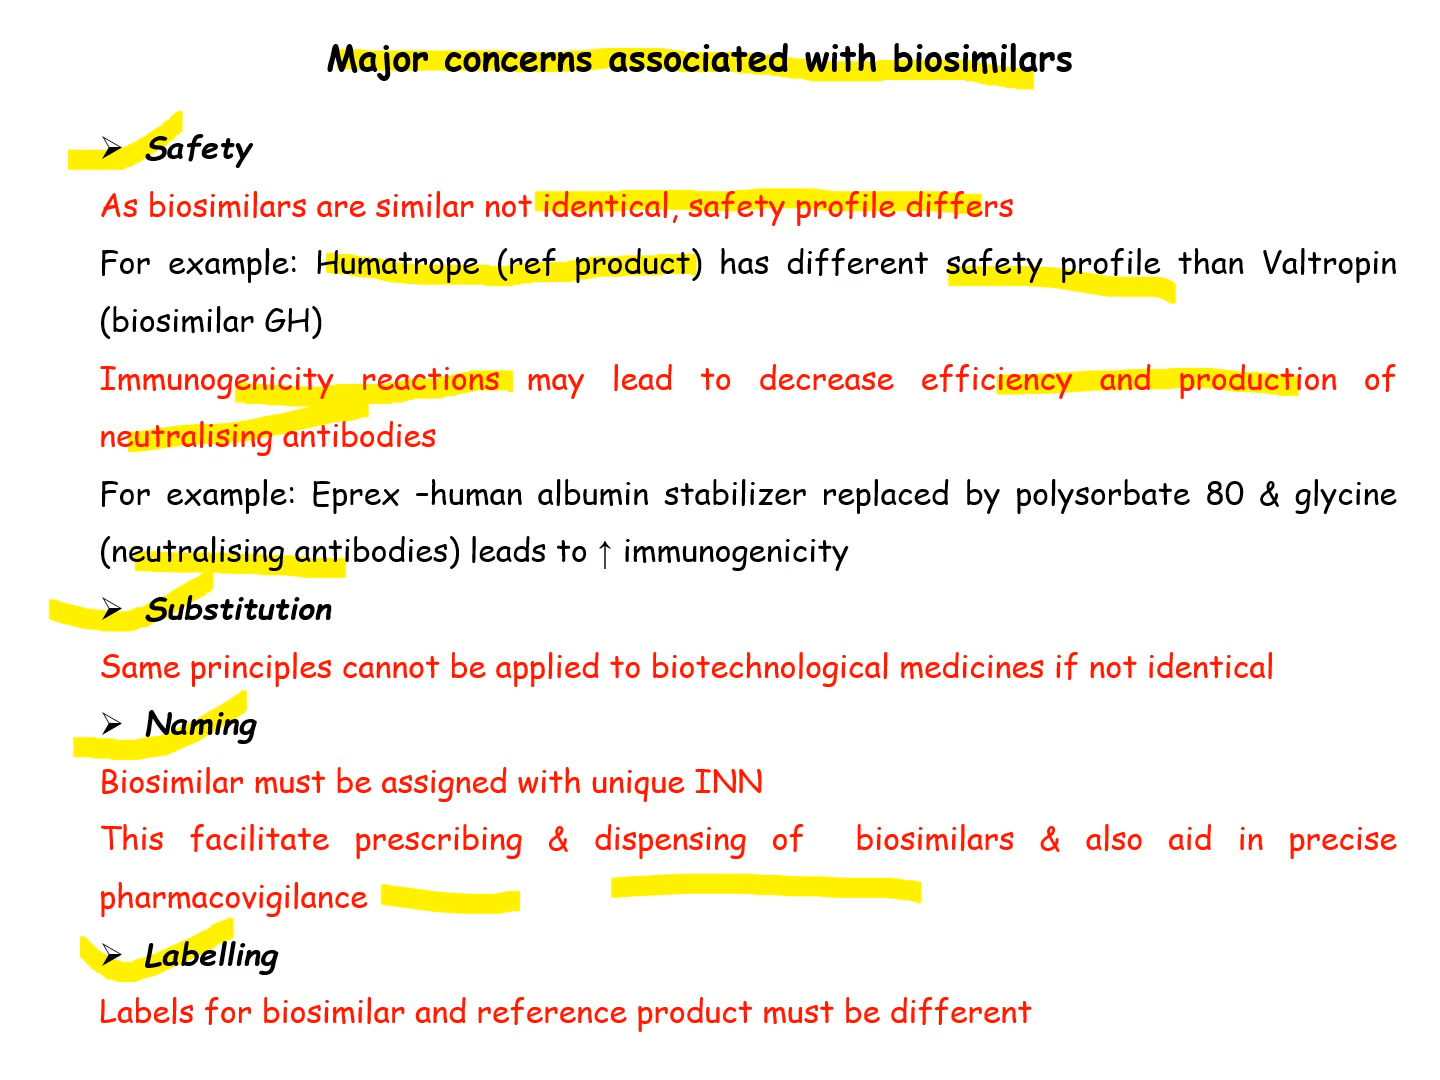 Major concerns associated with biosimilars
➢ Safety
As biosimilars are similar not identical, safety profile differs
For example: Humatrope (ref product) has different safety profile than Valtropin
(biosimilar GH)
Immunogenicity reactions may lead to decrease efficiency and production of
neutralising antibodies
For example: Eprex –human albumin stabilizer replaced by polysorbate 80 & glycine
(neutralising antibodies) leads to ↑ immunogenicity
➢ Substitution
Same principles cannot be applied to biotechnological medicines if not identical
➢ Naming
Biosimilar must be assigned with unique INN
This facilitate prescribing & dispensing of biosimilars & also aid in precise
pharmacovigilance
➢ Labelling
Labels for biosimilar and reference product must be different